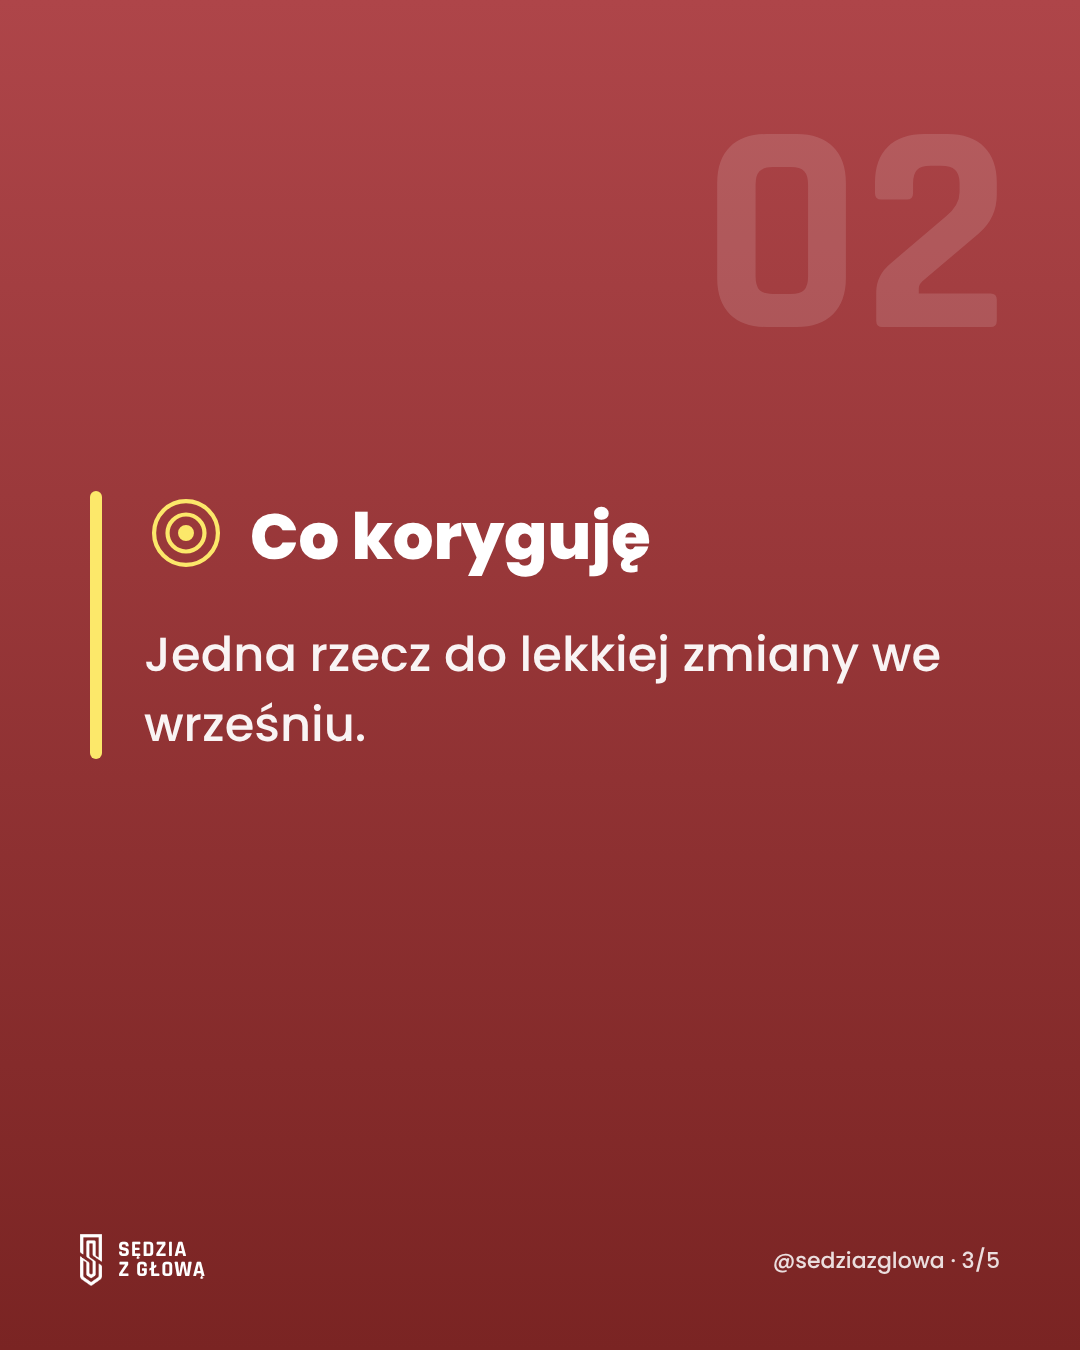 02
Co koryguję
Jedna rzecz do lekkiej zmiany we
wrześniu.
SĘDZIA
Z GŁOWĄ
@sedziazglowa · 3/5